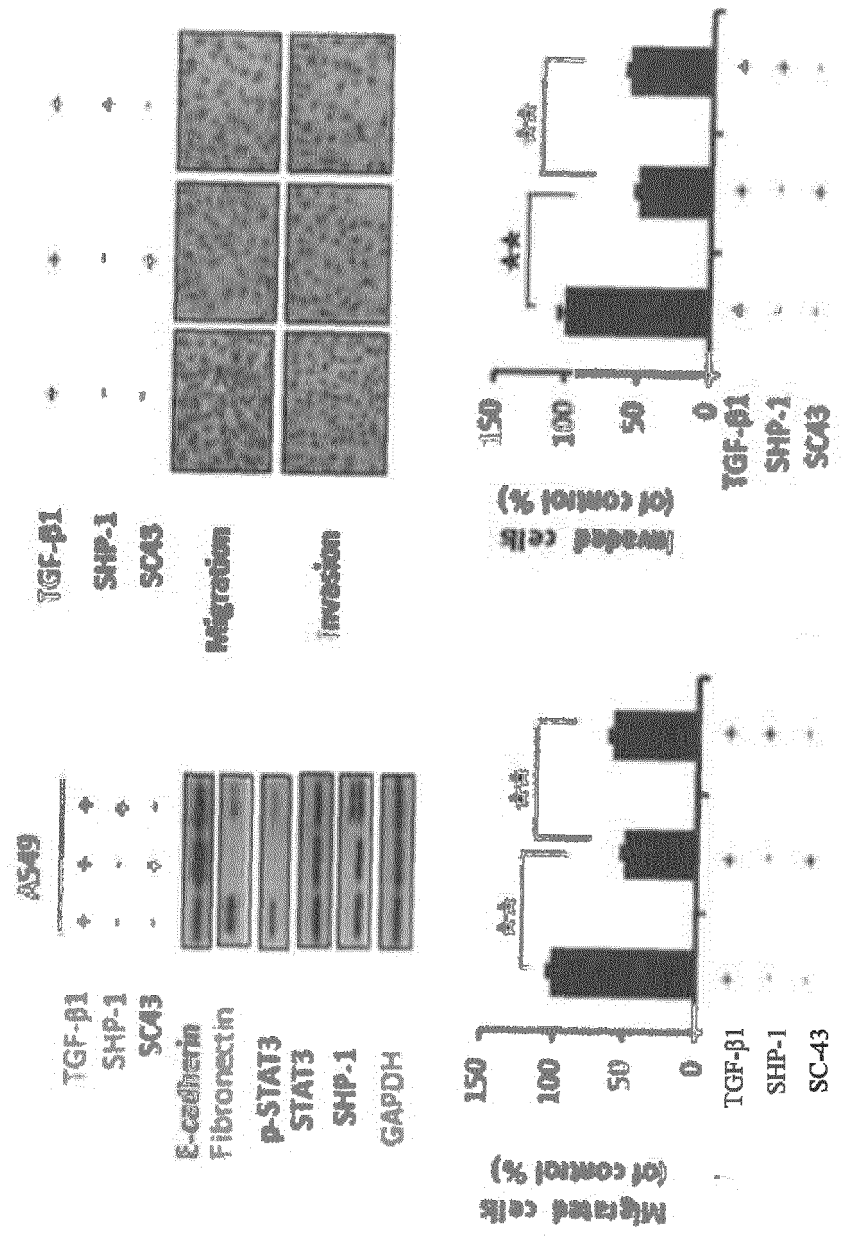 A549
TGF-β1 + + +
SHP-1 - - +
SC43 - + -
E-cadherin
Fibronectin
p-STAT3
STAT3
SHP-1
GAPDH
TGF-β1 + + +
SHP-1 - - +
SC43 - + -
Migration
Invasion
Migrated cells
(of control %)
150
100
50
0
** **
TGF-β1 + + +
SHP-1 - - +
SC-43 - + -
Invaded cells
(of control %)
150
100
50
0
** **
TGF-β1 + + +
SHP-1 - - +
SC43 - + -